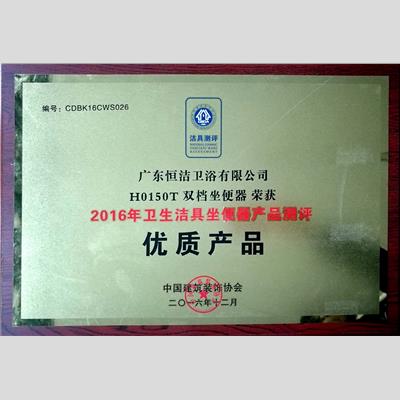 编号：CDBK16CWS026
洁具测评
广东恒洁卫浴有限公司
H0150T 双档坐便器 荣获
2016年卫生洁具坐便器产品测评
优质产品
中国建筑装饰协会
二〇一六年十二月